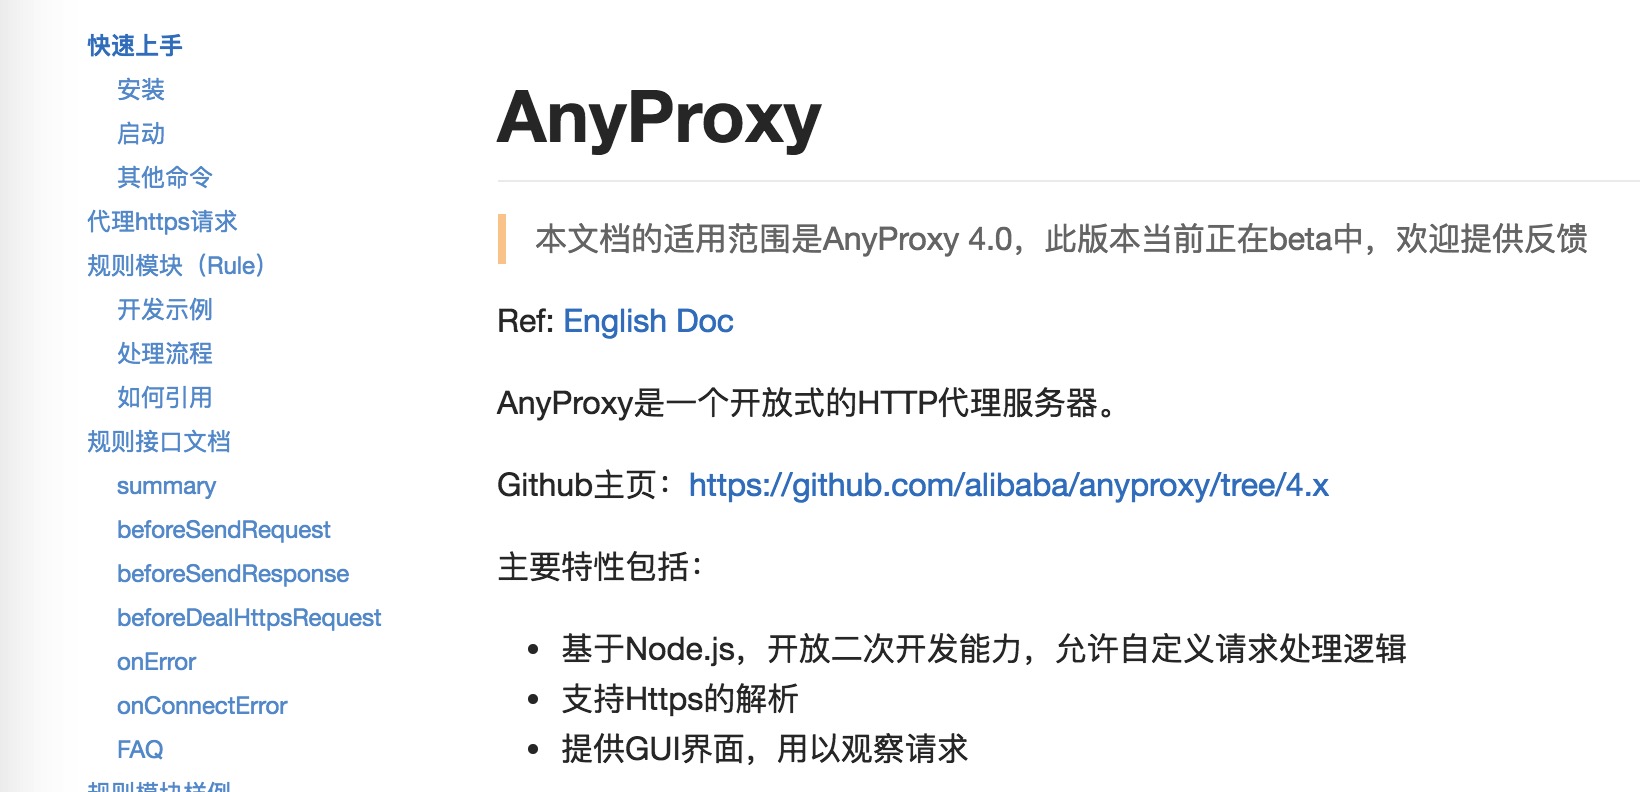 快速上手
安装
启动
其他命令
代理https请求
规则模块（Rule）
开发示例
处理流程
如何引用
规则接口文档
summary
beforeSendRequest
beforeSendResponse
beforeDealHttpsRequest
onError
onConnectError
FAQ
规则模块样例
AnyProxy
本文档的适用范围是AnyProxy 4.0，此版本当前正在beta中，欢迎提供反馈
Ref: English Doc
AnyProxy是一个开放式的HTTP代理服务器。
Github主页：https://github.com/alibaba/anyproxy/tree/4.x
主要特性包括：
• 基于Node.js，开放二次开发能力，允许自定义请求处理逻辑
• 支持Https的解析
• 提供GUI界面，用以观察请求